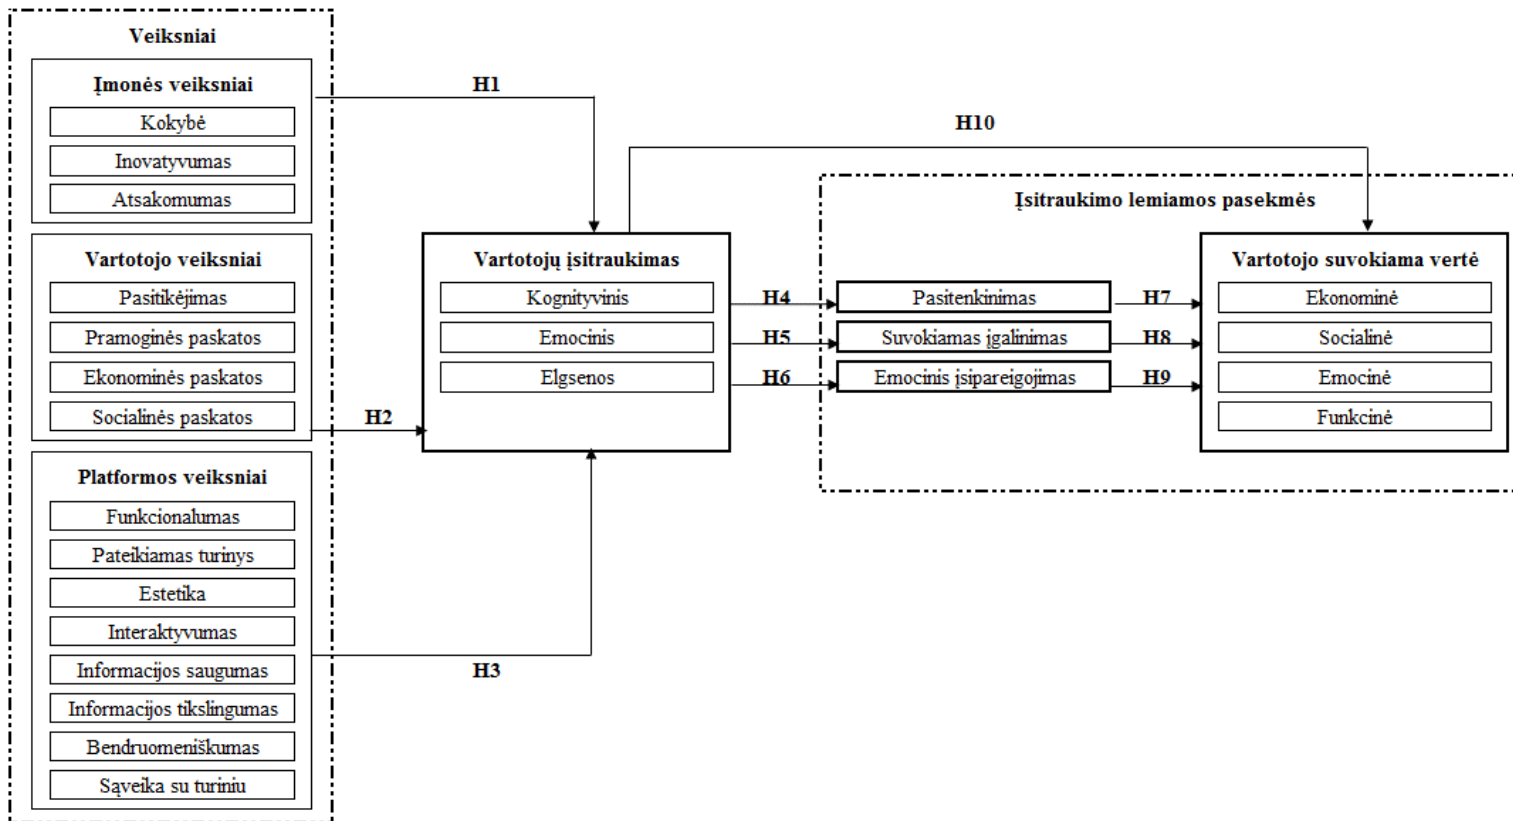 Veiksniai
Įmonės veiksniai
Kokybė
Inovatyvumas
Atsakomumas
Vartotojo veiksniai
Pasitikėjimas
Pramoginės paskatos
Ekonominės paskatos
Socialinės paskatos
Platformos veiksniai
Funkcionalumas
Pateikiamas turinys
Estetika
Interaktyvumas
Informacijos saugumas
Informacijos tikslingumas
Bendruomeniškumas
Sąveika su turiniu
H1
H2
H3
Vartotojų įsitraukimas
Kognityvinis
Emocinis
Elgsenos
H10
H4
H5
H6
Įsitraukimo lemiamos pasekmės
Pasitenkinimas
Suvokiamas įgalinimas
Emocinis įsipareigojimas
H7
H8
H9
Vartotojo suvokiama vertė
Ekonominė
Socialinė
Emocinė
Funkcinė